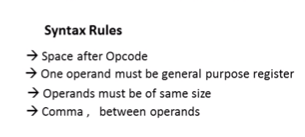 Syntax Rules
→ Space after Opcode
→ One operand must be general purpose register
→ Operands must be of same size
→ Comma , between operands